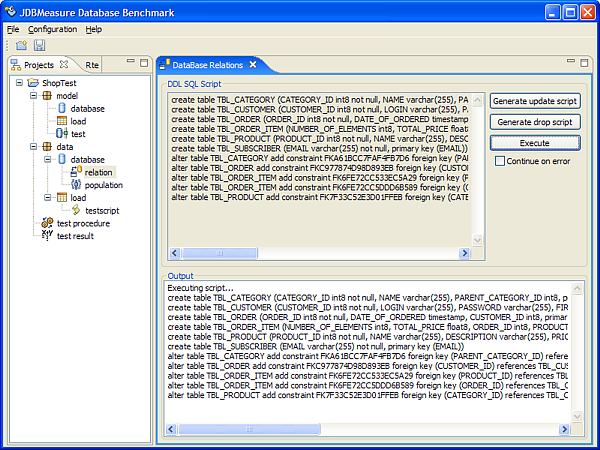 JDBMeasure Database Benchmark
File Configuration Help
Projects Rte
ShopTest
model
database
load
test
data
database
relation
population
load
testscript
test procedure
test result
DataBase Relations
DDL SQL Script
create table TBL_CATEGORY (CATEGORY_ID int8 not null, NAME varchar(255), PA
create table TBL_CUSTOMER (CUSTOMER_ID int8 not null, LOGIN varchar(255), P
create table TBL_ORDER (ORDER_ID int8 not null, DATE_OF_ORDERED timestamp
create table TBL_ORDER_ITEM (NUMBER_OF_ELEMENTS int8, TOTAL_PRICE float
create table TBL_PRODUCT (PRODUCT_ID int8 not null, NAME varchar(255), DESC
create table TBL_SUBSCRIBER (EMAIL varchar(255) not null, primary key (EMAIL))
alter table TBL_CATEGORY add constraint FKA61BCC7FAF4FB7D6 foreign key (PA
alter table TBL_ORDER add constraint FKC977874D98D893EB foreign key (CUSTO
alter table TBL_ORDER_ITEM add constraint FK6FE72CC533EC5A29 foreign key (
alter table TBL_ORDER_ITEM add constraint FK6FE72CC5DDD6B589 foreign key (
alter table TBL_PRODUCT add constraint FK7F33C52E3D01FFEB foreign key (CATE
Generate update script
Generate drop script
Execute
Continue on error
Output
Executing script...
create table TBL_CATEGORY (CATEGORY_ID int8 not null, NAME varchar(255), PARENT_CATEGORY_ID int8, p
create table TBL_CUSTOMER (CUSTOMER_ID int8 not null, LOGIN varchar(255), PASSWORD varchar(255), FIR
create table TBL_ORDER (ORDER_ID int8 not null, DATE_OF_ORDERED timestamp, CUSTOMER_ID int8, primar
create table TBL_ORDER_ITEM (NUMBER_OF_ELEMENTS int8, TOTAL_PRICE float8, ORDER_ID int8, PRODUCT
create table TBL_PRODUCT (PRODUCT_ID int8 not null, NAME varchar(255), DESCRIPTION varchar(255), PRIC
create table TBL_SUBSCRIBER (EMAIL varchar(255) not null, primary key (EMAIL))
alter table TBL_CATEGORY add constraint FKA61BCC7FAF4FB7D6 foreign key (PARENT_CATEGORY_ID) refere
alter table TBL_ORDER add constraint FKC977874D98D893EB foreign key (CUSTOMER_ID) references TBL_CUS
alter table TBL_ORDER_ITEM add constraint FK6FE72CC533EC5A29 foreign key (PRODUCT_ID) references TBL
alter table TBL_ORDER_ITEM add constraint FK6FE72CC5DDD6B589 foreign key (ORDER_ID) references TBL_O
alter table TBL_PRODUCT add constraint FK7F33C52E3D01FFEB foreign key (CATEGORY_ID) references TBL_C